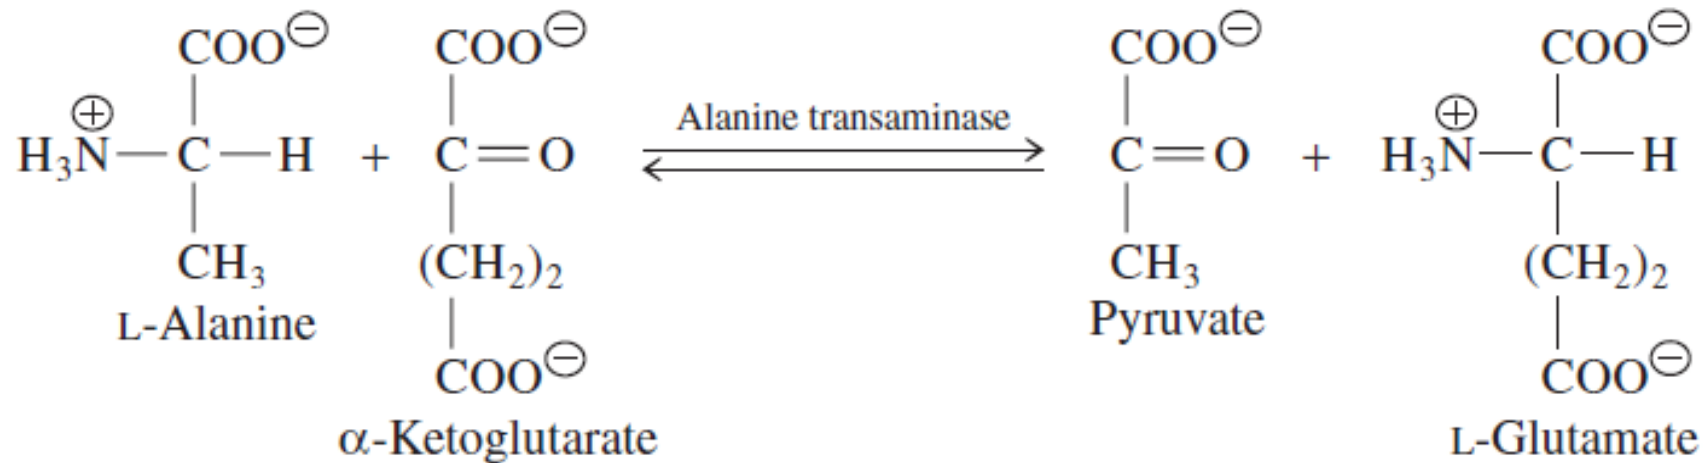 COO⊖ COO⊖ COO⊖ COO⊖
H₃N⊕—C—H + C=O Alanine transaminase C=O + H₃N⊕—C—H
CH₃ (CH₂)₂ CH₃ (CH₂)₂
L-Alanine Pyruvate
COO⊖ COO⊖
α-Ketoglutarate L-Glutamate